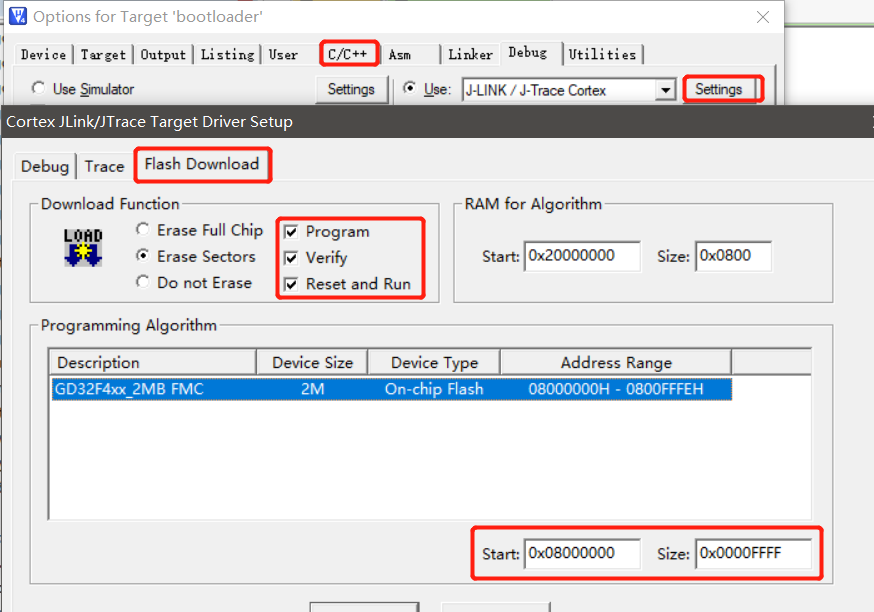 Options for Target 'bootloader'
Device Target Output Listing User C/C++ Asm Linker Debug Utilities
Use Simulator Settings Use: J-LINK / J-Trace Cortex Settings
Cortex JLink/JTrace Target Driver Setup
Debug Trace Flash Download
Download Function
LOAD
Erase Full Chip
Erase Sectors
Do not Erase
Program
Verify
Reset and Run
RAM for Algorithm
Start: 0x20000000 Size: 0x0800
Programming Algorithm
Description Device Size Device Type Address Range
GD32F4xx_2MB FMC 2M On-chip Flash 08000000H - 0800FFFEH
Start: 0x08000000 Size: 0x0000FFFF